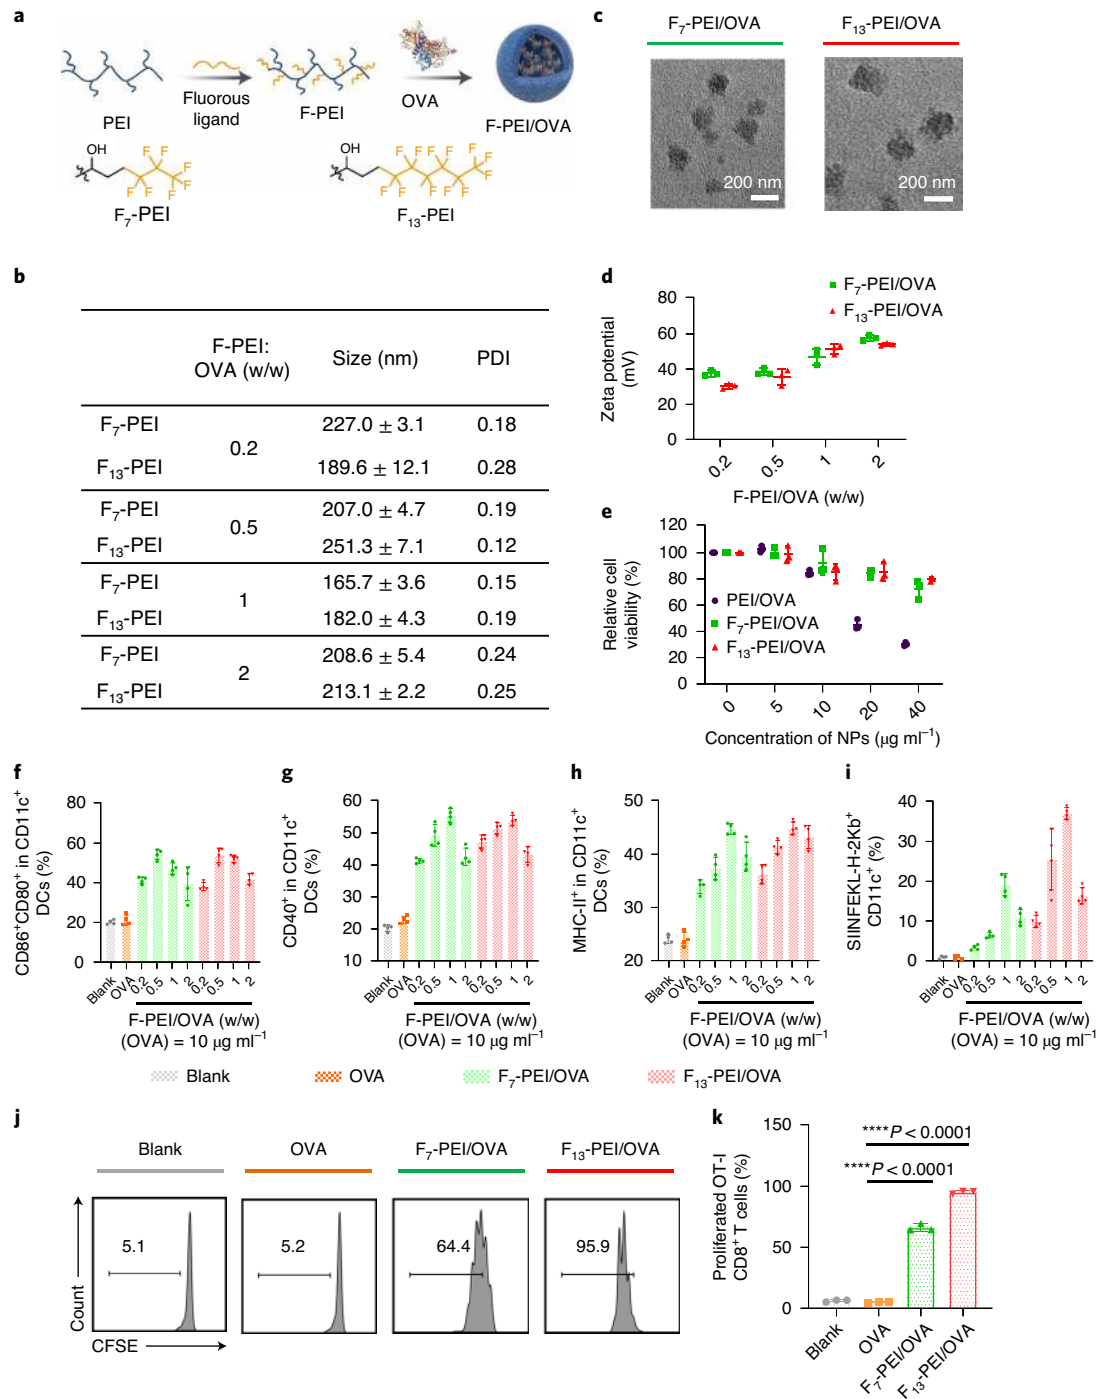 a
PEI
Fluorous
ligand
F-PEI
OVA
F-PEI/OVA
OH
F F F F F F F
F₇-PEI
OH
F F F F F F F F F F F F F
F₁₃-PEI
b
F-PEI:
OVA (w/w)
Size (nm)
PDI
F₇-PEI 0.2 227.0 ± 3.1 0.18
F₁₃-PEI 189.6 ± 12.1 0.28
F₇-PEI 0.5 207.0 ± 4.7 0.19
F₁₃-PEI 251.3 ± 7.1 0.12
F₇-PEI 1 165.7 ± 3.6 0.15
F₁₃-PEI 182.0 ± 4.3 0.19
F₇-PEI 2 208.6 ± 5.4 0.24
F₁₃-PEI 213.1 ± 2.2 0.25
c
F₇-PEI/OVA
F₁₃-PEI/OVA
200 nm
200 nm
d
F₇-PEI/OVA
F₁₃-PEI/OVA
Zeta potential
(mV)
80
60
40
20
0
0.2 0.5 1 2
F-PEI/OVA (w/w)
e
Relative cell
viability (%)
120
100
80
60
40
20
0
PEI/OVA
F₇-PEI/OVA
F₁₃-PEI/OVA
0 5 10 20 40
Concentration of NPs (μg ml⁻¹)
f
CD86⁺CD80⁺ in CD11c⁺
DCs (%)
80
60
40
20
0
Blank OVA 0.2 0.5 1 2 0.2 0.5 1 2
F-PEI/OVA (w/w)
(OVA) = 10 μg ml⁻¹
g
CD40⁺ in CD11c⁺
DCs (%)
60
50
40
30
20
10
Blank OVA 0.2 0.5 1 2 0.2 0.5 1 2
F-PEI/OVA (w/w)
(OVA) = 10 μg ml⁻¹
h
MHC-II⁺ in CD11c⁺
DCs (%)
50
40
30
20
Blank OVA 0.2 0.5 1 2 0.2 0.5 1 2
F-PEI/OVA (w/w)
(OVA) = 10 μg ml⁻¹
i
SIINFEKL-H-2Kb⁺
CD11c⁺ (%)
40
30
20
10
0
Blank OVA 0.2 0.5 1 2 0.2 0.5 1 2
F-PEI/OVA (w/w)
(OVA) = 10 μg ml⁻¹
Blank OVA F₇-PEI/OVA F₁₃-PEI/OVA
j
Blank OVA F₇-PEI/OVA F₁₃-PEI/OVA
5.1 5.2 64.4 95.9
Count
CFSE
k
Proliferated OT-I
CD8⁺ T cells (%)
150
100
50
0
****P < 0.0001
****P < 0.0001
Blank OVA F₇-PEI/OVA F₁₃-PEI/OVA